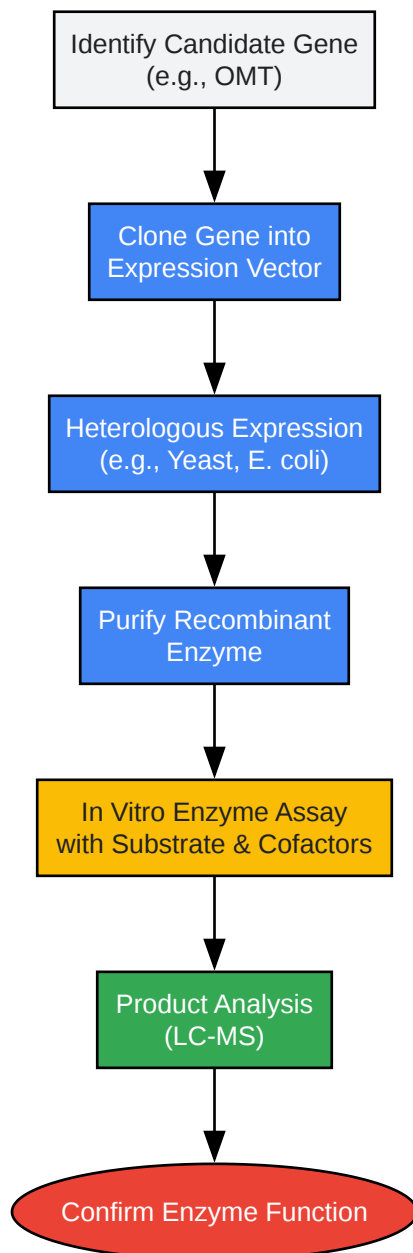 Identify Candidate Gene
(e.g., OMT)
Clone Gene into
Expression Vector
Heterologous Expression
(e.g., Yeast, E. coli)
Purify Recombinant
Enzyme
In Vitro Enzyme Assay
with Substrate & Cofactors
Product Analysis
(LC-MS)
Confirm Enzyme Function